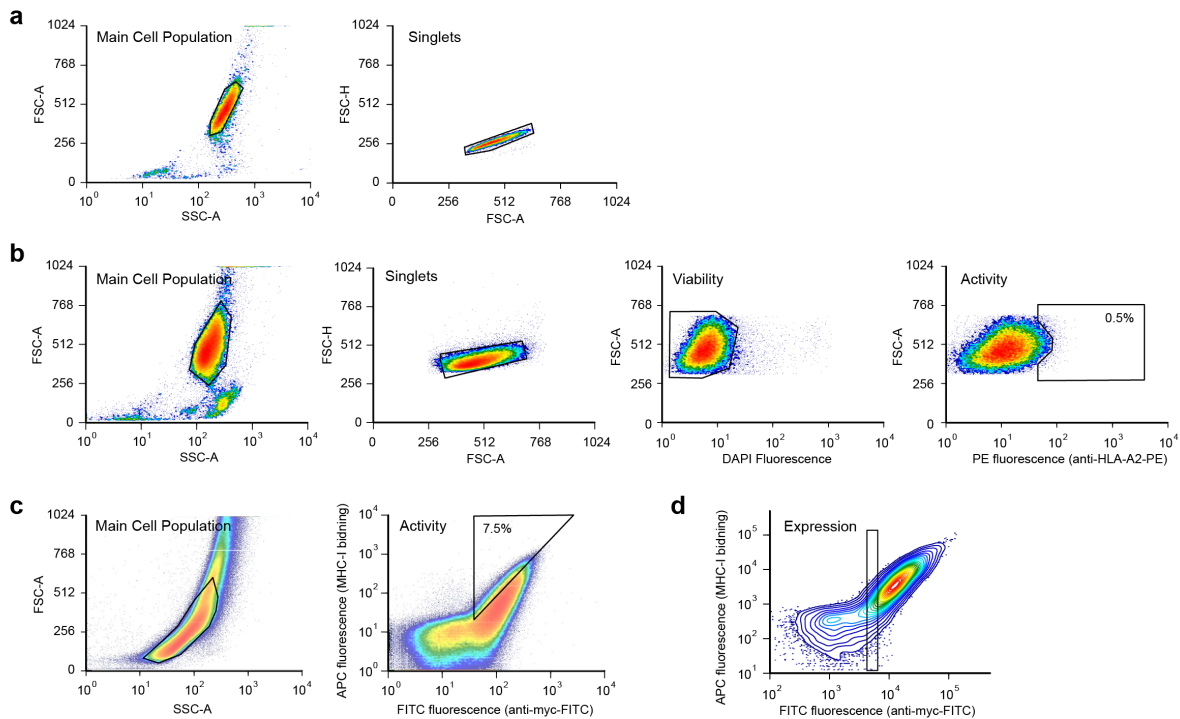 a
Main Cell Population
1024
768
512
256
0
FSC-A
10^0 10^1 10^2 10^3 10^4
SSC-A
Singlets
1024
768
512
256
0
FSC-H
0 256 512 768 1024
FSC-A
b
Main Cell Population
1024
768
512
256
0
FSC-A
10^0 10^1 10^2 10^3 10^4
SSC-A
Singlets
1024
768
512
256
0
FSC-H
0 256 512 768 1024
FSC-A
Viability
1024
768
512
256
0
FSC-A
10^0 10^1 10^2 10^3 10^4
DAPI Fluorescence
Activity
0.5%
1024
768
512
256
0
FSC-A
10^0 10^1 10^2 10^3 10^4
PE fluorescence (anti-HLA-A2-PE)
c
Main Cell Population
1024
768
512
256
0
FSC-A
10^0 10^1 10^2 10^3 10^4
SSC-A
Activity
7.5%
10^4
10^3
10^2
10^1
10^0
APC fluorescence (MHC-I bidning)
10^0 10^1 10^2 10^3 10^4
FITC fluorescence (anti-myc-FITC)
d
Expression
10^5
10^4
10^3
10^2
10^1
APC fluorescence (MHC-I bidning)
10^2 10^3 10^4 10^5
FITC fluorescence (anti-myc-FITC)